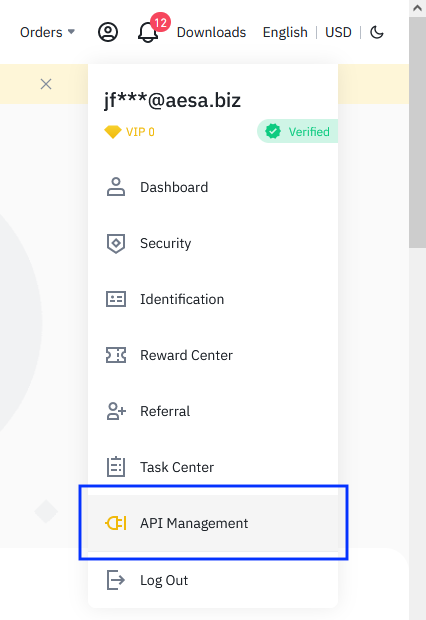 Orders 12 Downloads English USD
jf***@aesa.biz
VIP 0 Verified
Dashboard
Security
Identification
Reward Center
Referral
Task Center
API Management
Log Out